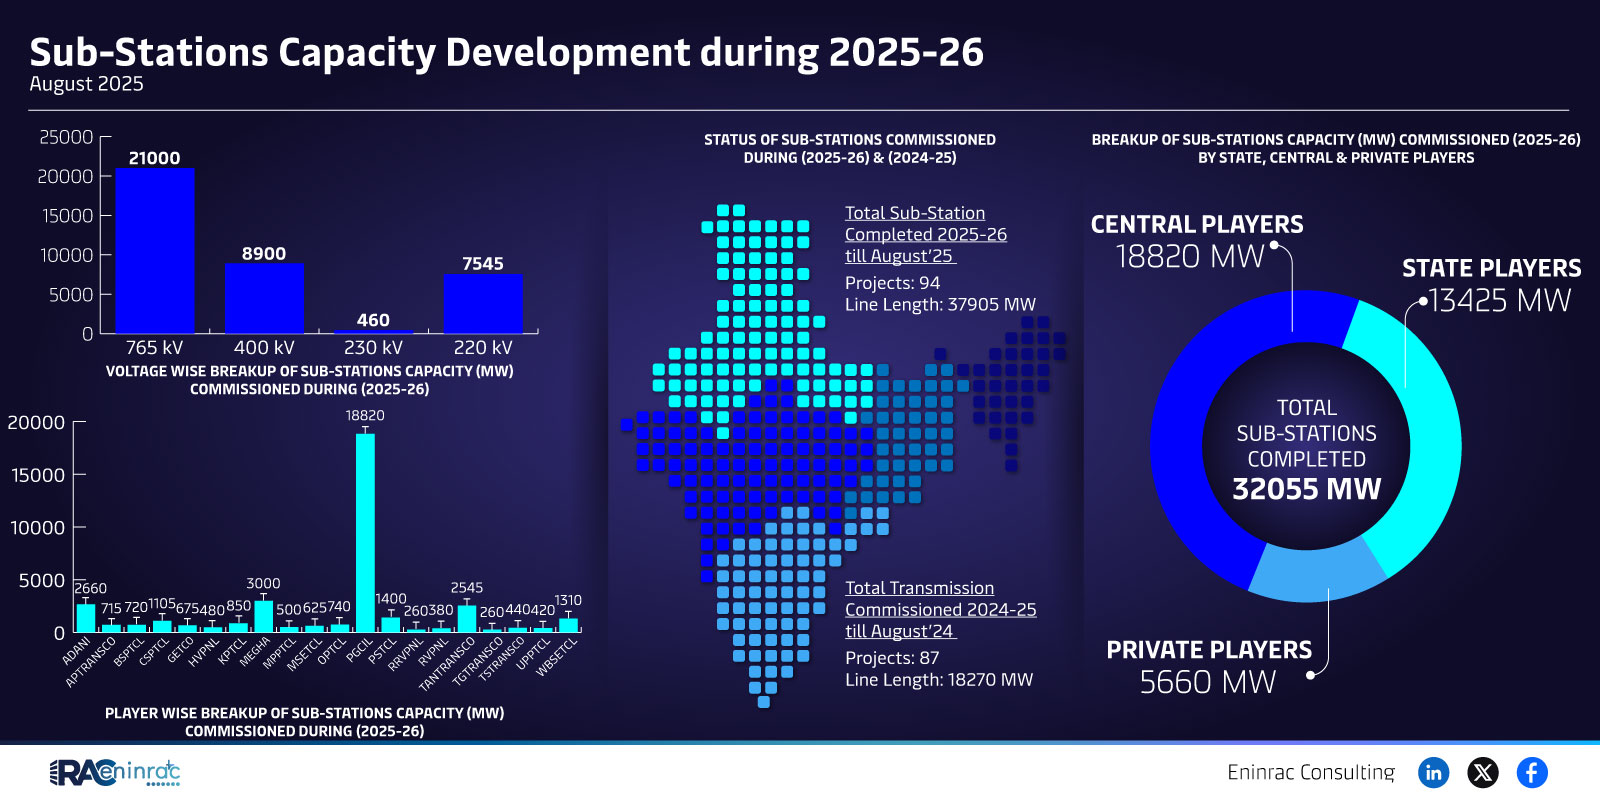 Sub-Stations Capacity Development during 2025-26
August 2025
25000
20000
15000
10000
5000
0
21000
8900
460
7545
765 kV
400 kV
230 kV
220 kV
VOLTAGE WISE BREAKUP OF SUB-STATIONS CAPACITY (MW)
COMMISSIONED DURING (2025-26)
20000
15000
10000
5000
0
2660
715
720
1105
675
480
850
3000
500
625
740
18820
1400
260
380
2545
260
440
420
1310
ADANI
APTRANSCO
BSPTCL
CSPTCL
GETCO
HVPNL
KPTCL
MEGHA
MPPTCL
MSETCL
OPTCL
PGCIL
PSTCL
RRVPNL
RVPNL
TANTRANSCO
TGTRANSCO
TSTRANSCO
UPPTCL
WBSETCL
PLAYER WISE BREAKUP OF SUB-STATIONS CAPACITY (MW)
COMMISSIONED DURING (2025-26)
STATUS OF SUB-STATIONS COMMISSIONED
DURING (2025-26) & (2024-25)
Total Sub-Station
Completed 2025-26
till August'25
Projects: 94
Line Length: 37905 MW
Total Transmission
Commissioned 2024-25
till August'24
Projects: 87
Line Length: 18270 MW
BREAKUP OF SUB-STATIONS CAPACITY (MW) COMMISSIONED (2025-26)
BY STATE, CENTRAL & PRIVATE PLAYERS
CENTRAL PLAYERS
18820 MW
STATE PLAYERS
13425 MW
TOTAL
SUB-STATIONS
COMPLETED
32055 MW
PRIVATE PLAYERS
5660 MW
RAC eninrac
Eninrac Consulting
in
X
f